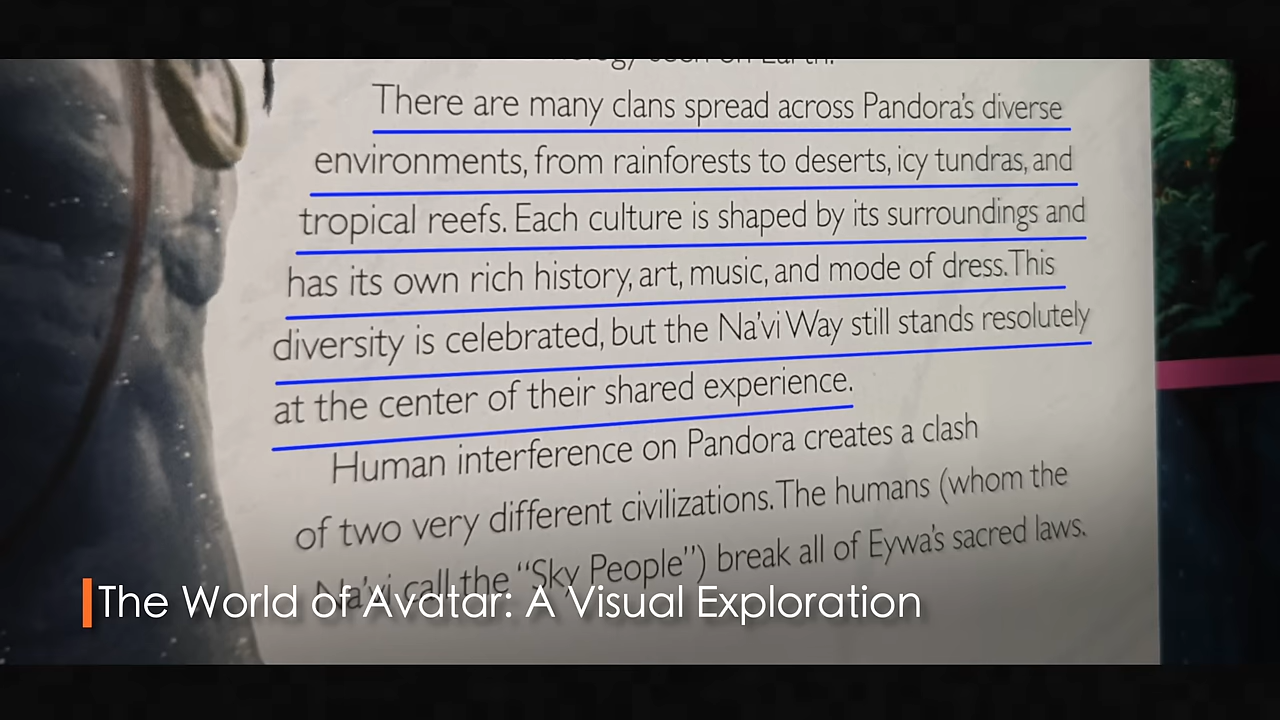 There are many clans spread across Pandora's diverse
environments, from rainforests to deserts, icy tundras, and
tropical reefs. Each culture is shaped by its surroundings and
has its own rich history, art, music, and mode of dress. This
diversity is celebrated, but the Na'vi Way still stands resolutely
at the center of their shared experience.
Human interference on Pandora creates a clash
of two very different civilizations. The humans (whom the
Na'vi call the “Sky People”) break all of Eywa's sacred laws.
The World of Avatar: A Visual Exploration